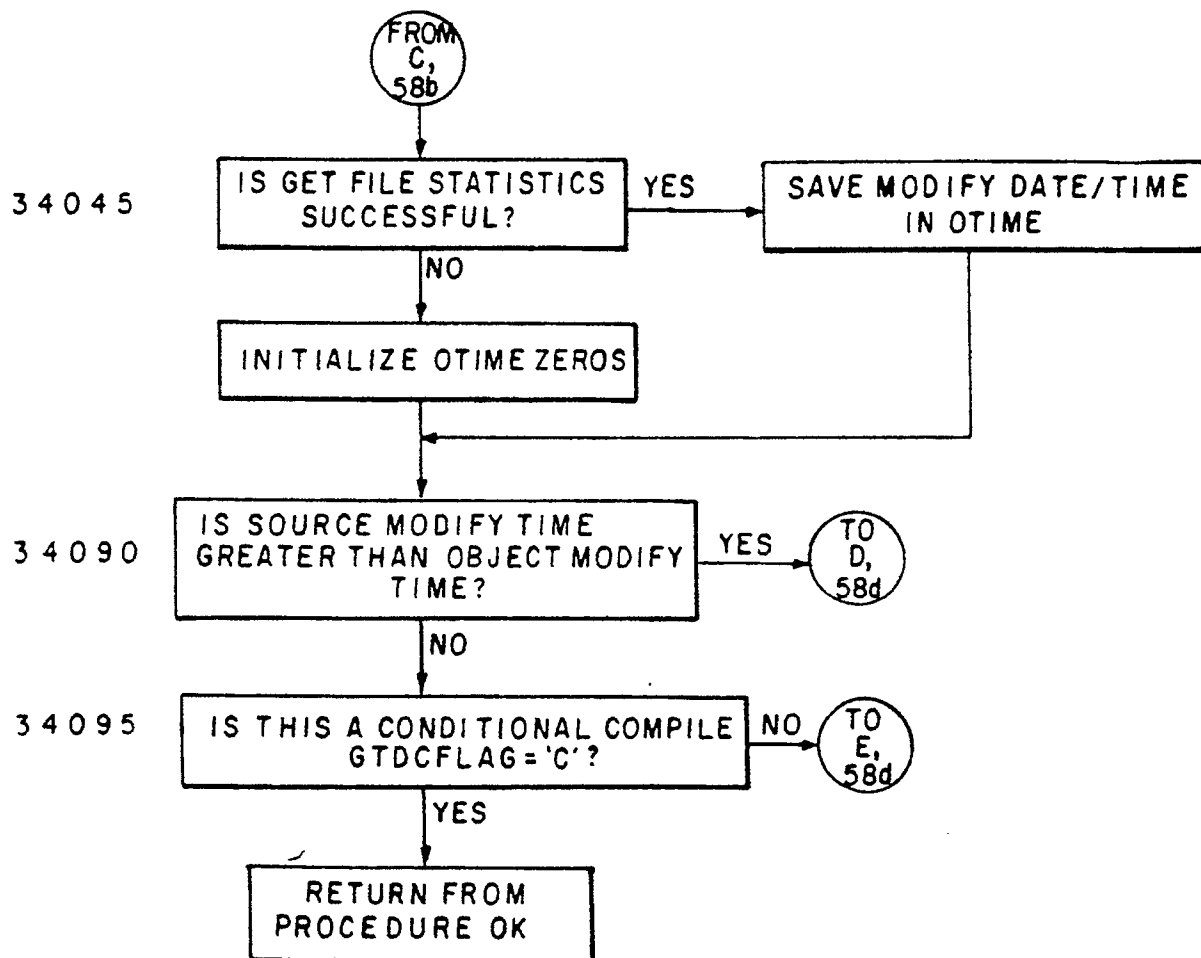 FROM
C,
58b
34045
IS GET FILE STATISTICS
SUCCESSFUL?
YES
SAVE MODIFY DATE/TIME
IN OTIME
NO
INITIALIZE OTIME ZEROS
34090
IS SOURCE MODIFY TIME
GREATER THAN OBJECT MODIFY
TIME?
YES
TO
D,
58d
NO
34095
IS THIS A CONDITIONAL COMPILE
GTDCFLAG = 'C' ?
NO
TO
E,
58d
YES
RETURN FROM
PROCEDURE OK